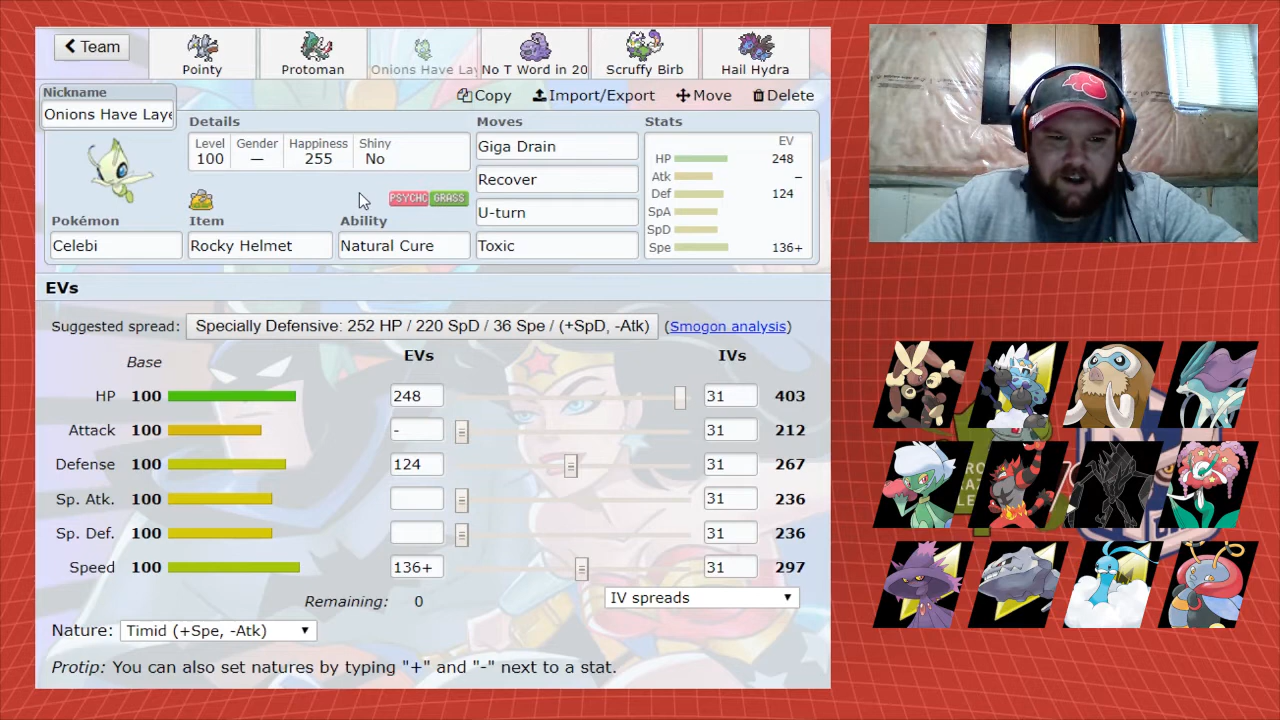 Team
Pointy
Protoman
Onions Have Lay
No 1 Word in 20
Scruffy Birb
Hail Hydra
Copy
Import/Export
Move
Delete
Nickname
Onions Have Laye
Details
Level
100
Gender
—
Happiness
255
Shiny
No
PSYCHC
GRASS
Pokémon
Celebi
Item
Rocky Helmet
Ability
Natural Cure
Moves
Giga Drain
Recover
U-turn
Toxic
Stats
EV
HP 248
Atk –
Def 124
SpA
SpD
Spe 136+
EVs
Suggested spread: Specially Defensive: 252 HP / 220 SpD / 36 Spe / (+SpD, -Atk) (Smogon analysis)
Base EVs IVs
HP 100 248 31 403
Attack 100 - 31 212
Defense 100 124 31 267
Sp. Atk. 100 31 236
Sp. Def. 100 31 236
Speed 100 136+ 31 297
Remaining: 0
IV spreads
Nature: Timid (+Spe, -Atk)
Protip: You can also set natures by typing "+" and "-" next to a stat.